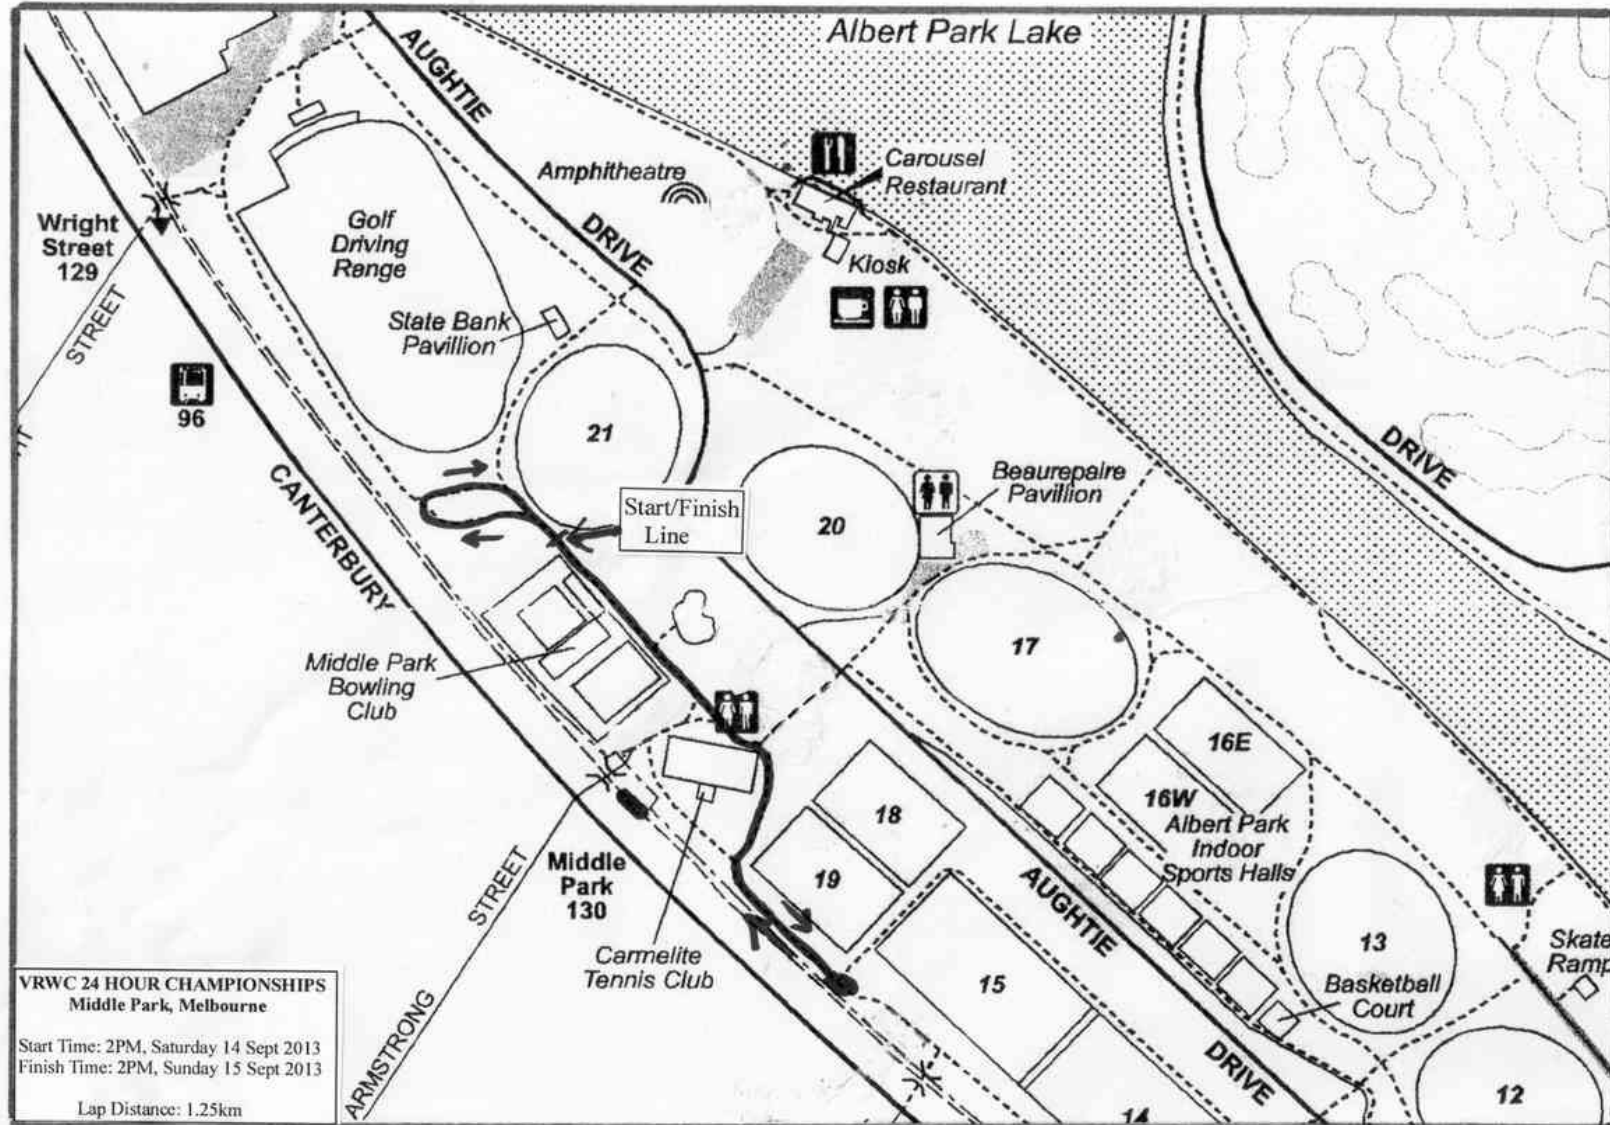 Albert Park Lake
AUGHTIE
DRIVE
Carousel
Restaurant
Amphitheatre
Kiosk
Wright
Street
129
Golf
Driving
Range
STREET
State Bank
Pavillion
96
21
CANTERBURY
Start/Finish
Line
20
Beaurepaire
Pavillion
DRIVE
17
Middle Park
Bowling
Club
16E
16W
Albert Park
Indoor
Sports Halls
18
19
Middle
Park
130
STREET
ARMSTRONG
Carmelite
Tennis Club
AUGHTIE
DRIVE
15
13
Basketball
Court
Skate
Ramp
12
14
VRWC 24 HOUR CHAMPIONSHIPS
Middle Park, Melbourne
Start Time: 2PM, Saturday 14 Sept 2013
Finish Time: 2PM, Sunday 15 Sept 2013
Lap Distance: 1.25km